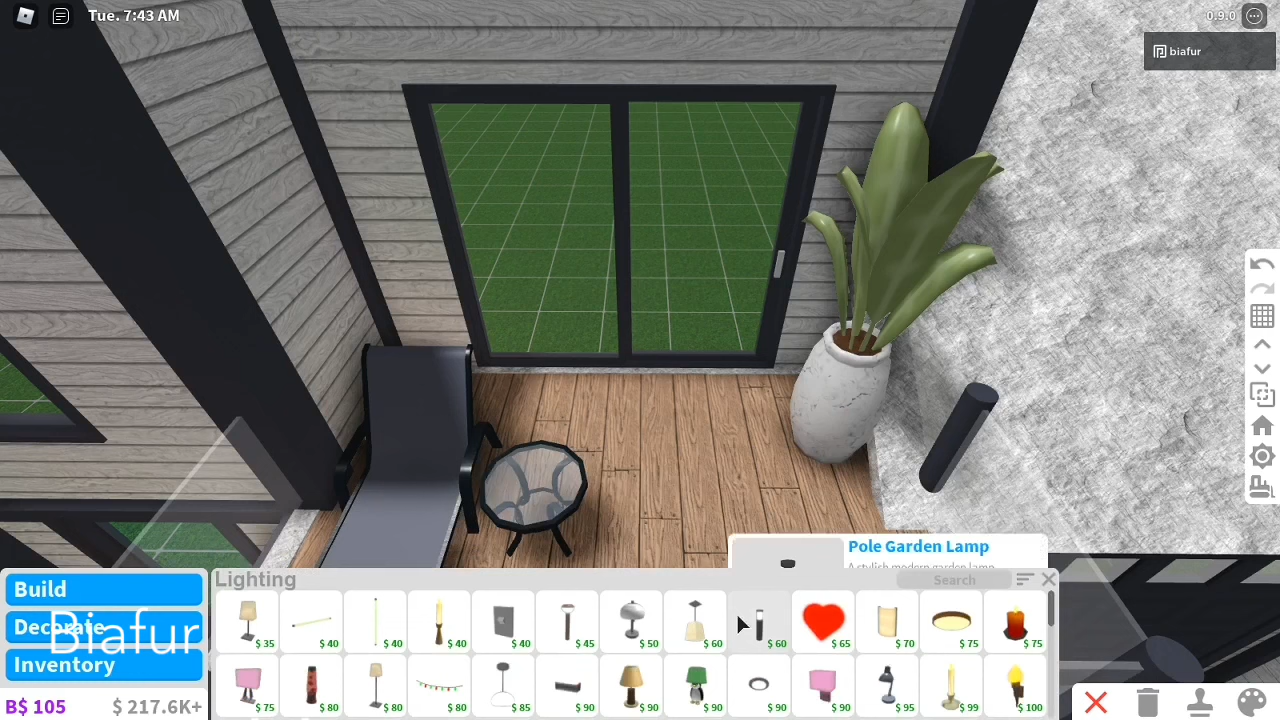 Tue. 7:43 AM
0.9.0
biafur
Pole Garden Lamp
A stylish modern garden lamp
Build
Lighting
Search
Decorate
Biafur
Inventory
$ 35 $ 40 $ 40 $ 40 $ 40 $ 45 $ 50 $ 60 $ 60 $ 65 $ 70 $ 75 $ 75
$ 75 $ 80 $ 80 $ 80 $ 85 $ 90 $ 90 $ 90 $ 90 $ 90 $ 95 $ 99 $ 100
B$ 105 $ 217.6K+